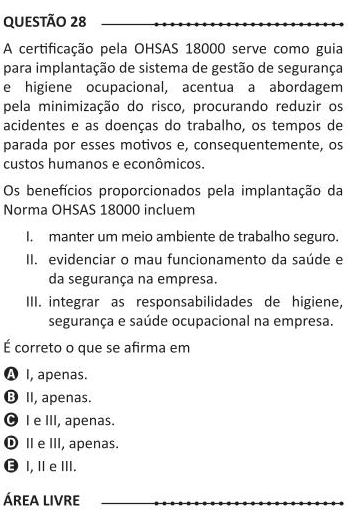 QUESTÃO 28
A certificação pela OHSAS 18000 serve como guia
para implantação de sistema de gestão de segurança
e higiene ocupacional, acentua a abordagem
pela minimização do risco, procurando reduzir os
acidentes e as doenças do trabalho, os tempos de
parada por esses motivos e, consequentemente, os
custos humanos e econômicos.
Os benefícios proporcionados pela implantação da
Norma OHSAS 18000 incluem
I. manter um meio ambiente de trabalho seguro.
II. evidenciar o mau funcionamento da saúde e
da segurança na empresa.
III. integrar as responsabilidades de higiene,
segurança e saúde ocupacional na empresa.
É correto o que se afirma em
A I, apenas.
B II, apenas.
C I e III, apenas.
D II e III, apenas.
E I, II e III.
ÁREA LIVRE